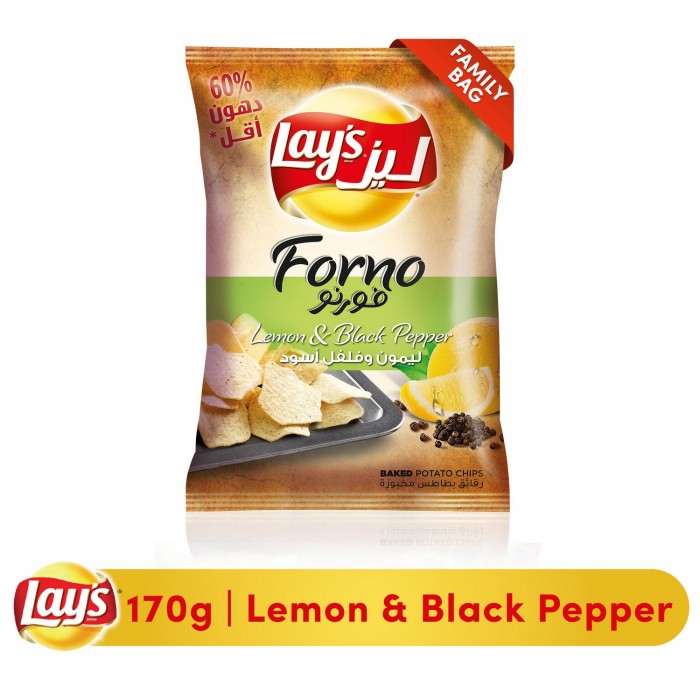 FAMILY
BAG
60%
دهون
أقل*
Lay's ليز
Forno
فورنو
Lemon & Black Pepper
ليمون وفلفل أسود
BAKED POTATO CHIPS
رقائق بطاطس مخبوزة
Lay's 170g | Lemon & Black Pepper